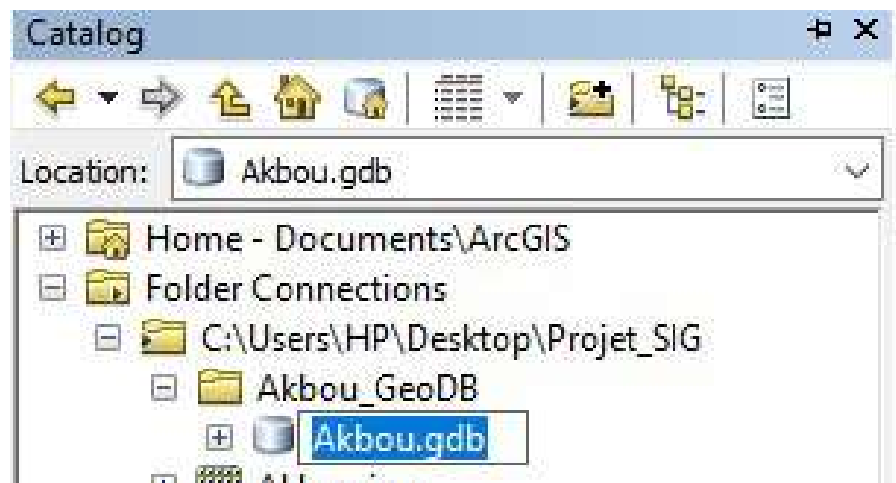 Catalog
Location: Akbou.gdb
Home - Documents\ArcGIS
Folder Connections
C:\Users\HP\Desktop\Projet_SIG
Akbou_GeoDB
Akbou.gdb